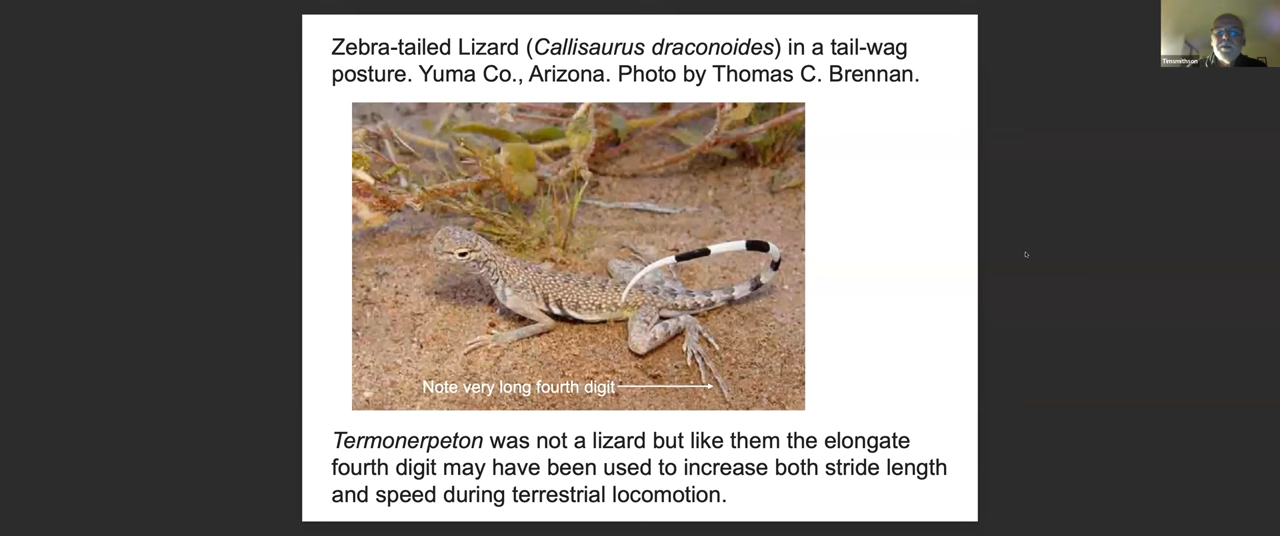 Zebra-tailed Lizard (Callisaurus draconoides) in a tail-wag
posture. Yuma Co., Arizona. Photo by Thomas C. Brennan.
Timsmithson
Note very long fourth digit
Termonerpeton was not a lizard but like them the elongate
fourth digit may have been used to increase both stride length
and speed during terrestrial locomotion.